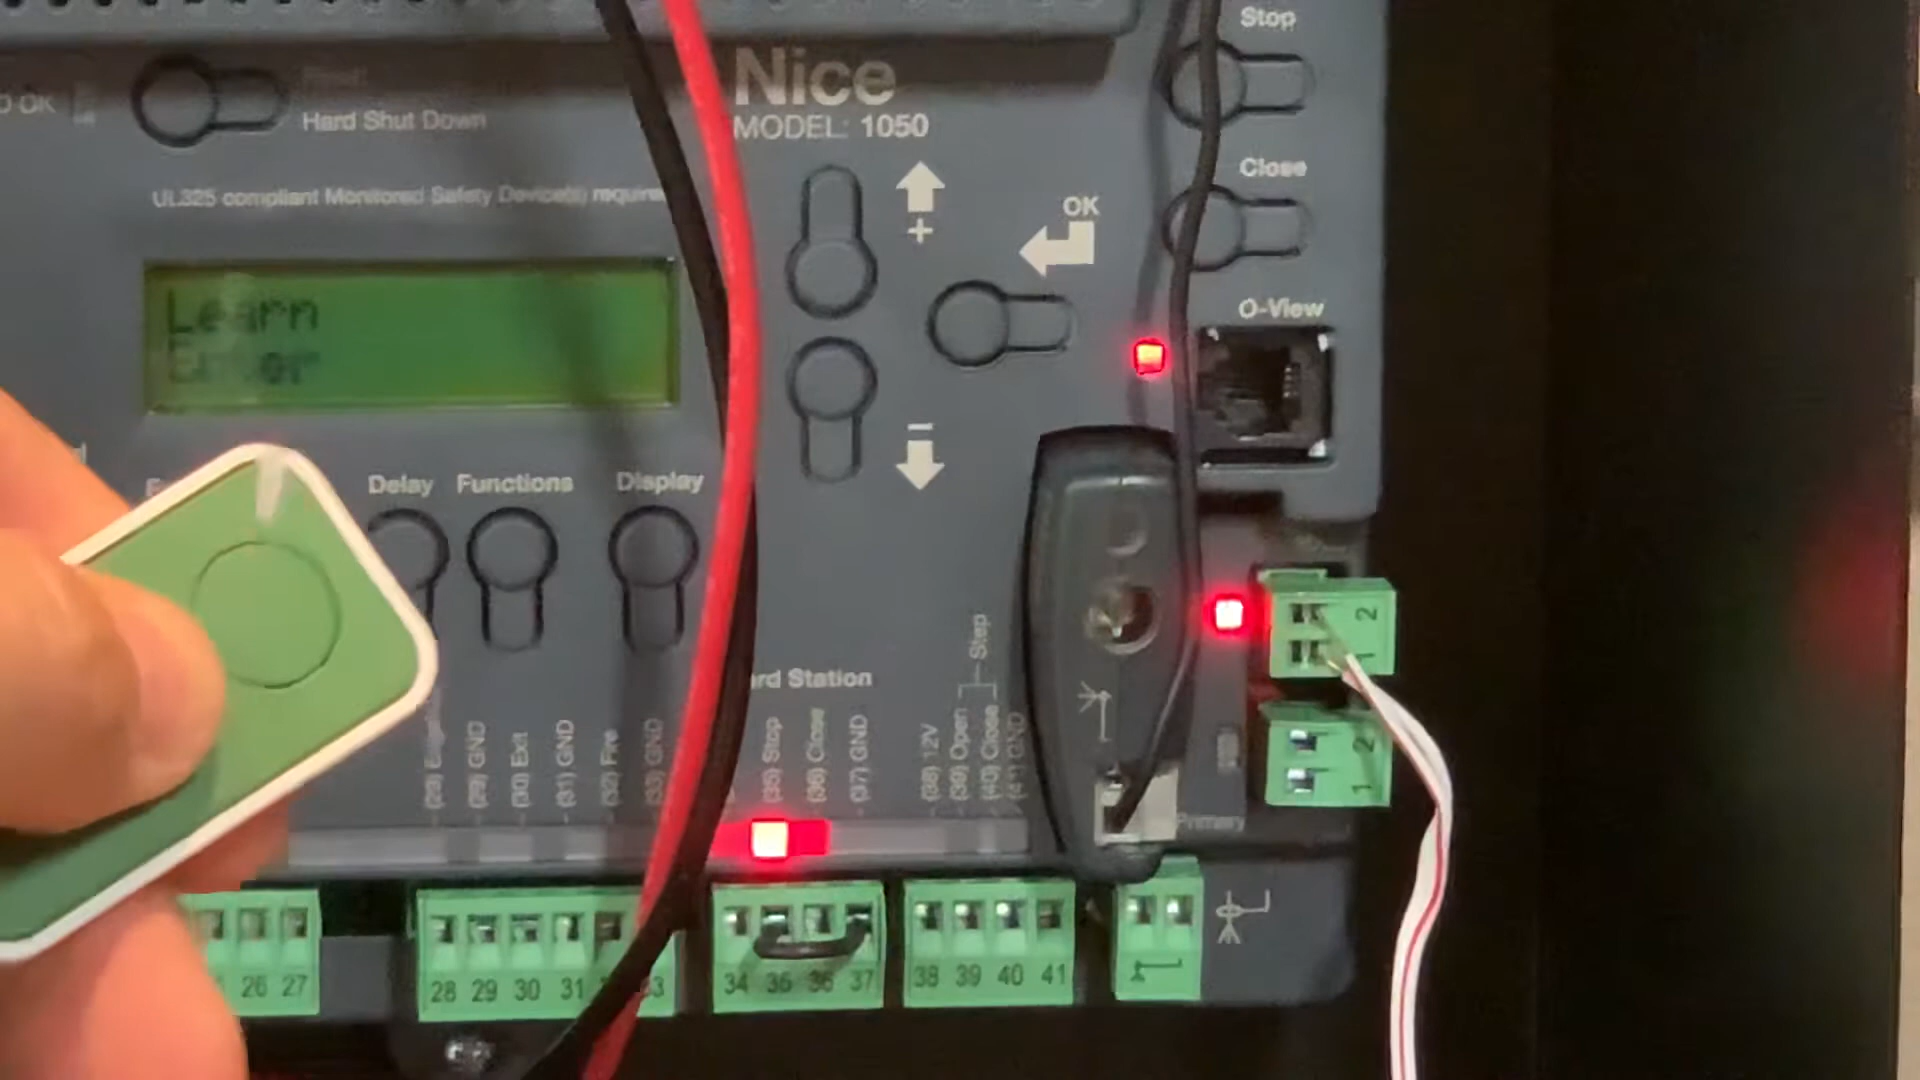 Stop
Nice
MODEL: 1050
OK
Hard Shut Down
Close
UL325 compliant Monitored Safety Device(s)
OK
+
O-View
Learn
Enter
−
Delay
Functions
Display
Step
Station
(29) GND
(30) Exit
(31) GND
(32) Fire
(33) GND
(35) Stop
(36) Close
(37) GND
(38) 12V
(39) Open
(40) Close
(41) GND
Primary
2
1
2
1
26 27
28 29 30 31
34 35 36 37
38 39 40 41